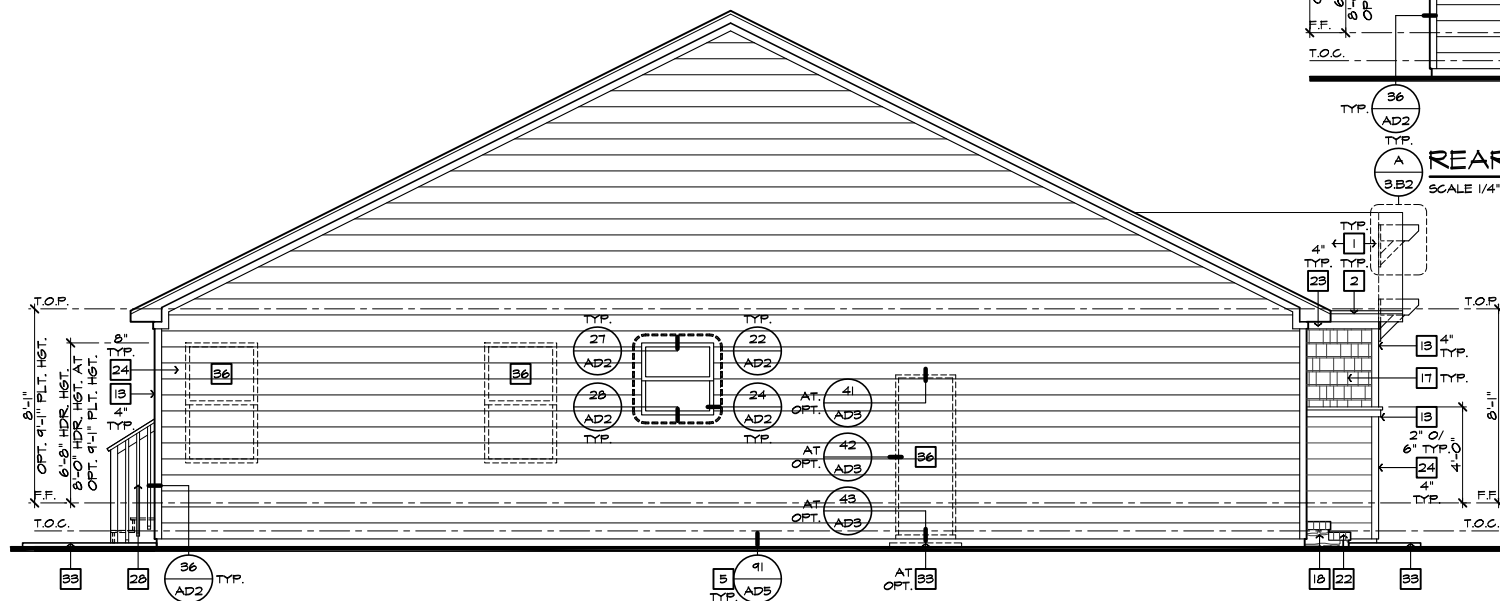 F.F.
T.O.C.
TYP.
36
AD2
TYP.
A
3.B2
REAR
SCALE 1/4"
TYP.
1
4"
TYP.
TYP.
23
2
T.O.P.
T.O.P.
8'-1"
OPT. 9'-1" PLT. HGT.
6'-8" HDR. HGT.
8'-0" HDR. HGT. AT
OPT. 9'-1" PLT. HGT.
8"
TYP.
24
13
4"
TYP.
36
36
TYP.
27
AD2
28
AD2
TYP.
TYP.
22
AD2
24
AD2
TYP.
AT
OPT.
41
AD3
AT
OPT.
42
AD3
36
AT
OPT.
43
AD3
13
4"
TYP.
17
TYP.
13
2" O/
6" TYP.
24
4"
TYP.
4'-0"
8'-1"
F.F.
T.O.C.
F.F.
T.O.C.
33
28
36
AD2
TYP.
5
TYP.
91
AD5
AT
OPT.
33
18
22
33